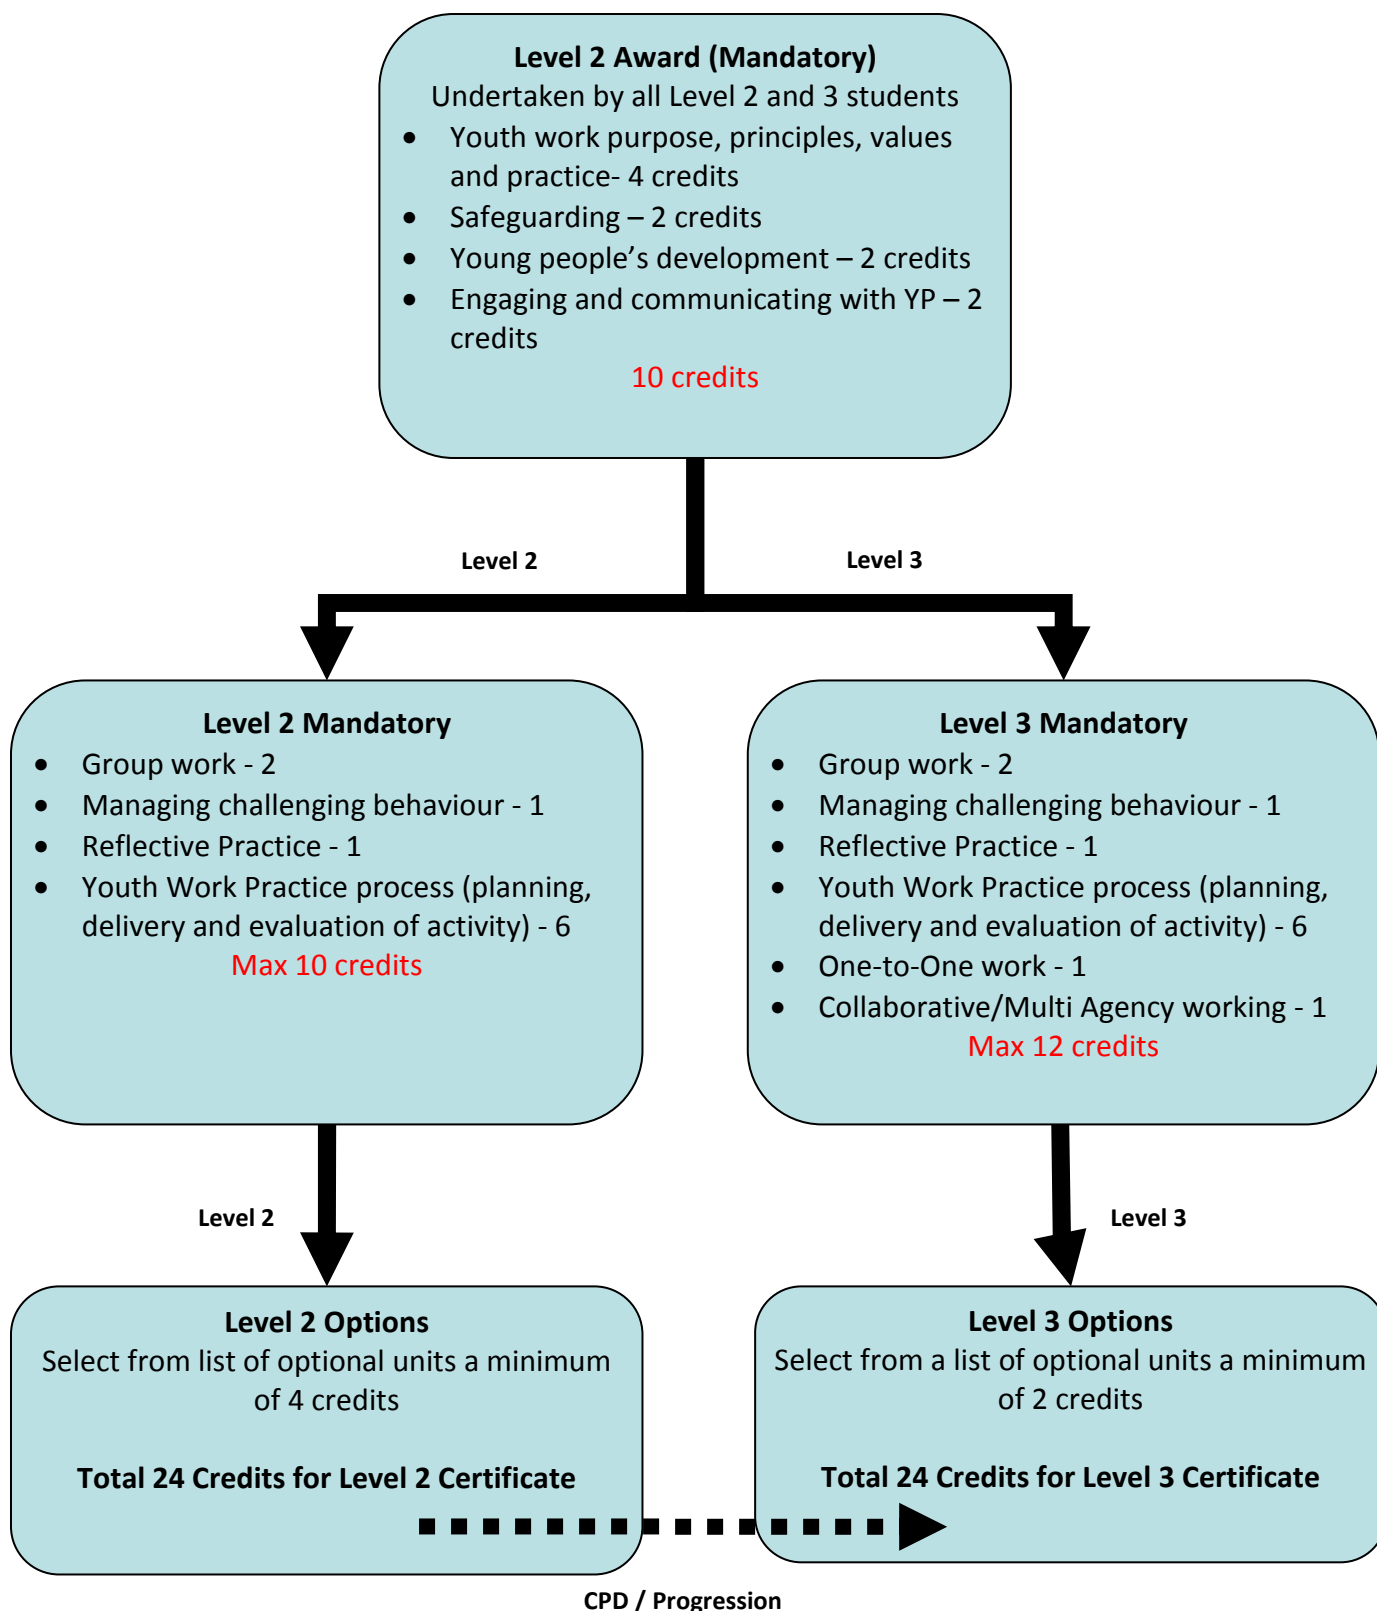 Level 2 Award (Mandatory)
Undertaken by all Level 2 and 3 students
• Youth work purpose, principles, values
and practice- 4 credits
• Safeguarding – 2 credits
• Young people’s development – 2 credits
• Engaging and communicating with YP – 2
credits
10 credits
Level 2
Level 3
Level 2 Mandatory
• Group work - 2
• Managing challenging behaviour - 1
• Reflective Practice - 1
• Youth Work Practice process (planning,
delivery and evaluation of activity) - 6
Max 10 credits
Level 3 Mandatory
• Group work - 2
• Managing challenging behaviour - 1
• Reflective Practice - 1
• Youth Work Practice process (planning,
delivery and evaluation of activity) - 6
• One-to-One work - 1
• Collaborative/Multi Agency working - 1
Max 12 credits
Level 2
Level 3
Level 2 Options
Select from list of optional units a minimum
of 4 credits
Total 24 Credits for Level 2 Certificate
Level 3 Options
Select from a list of optional units a minimum
of 2 credits
Total 24 Credits for Level 3 Certificate
CPD / Progression